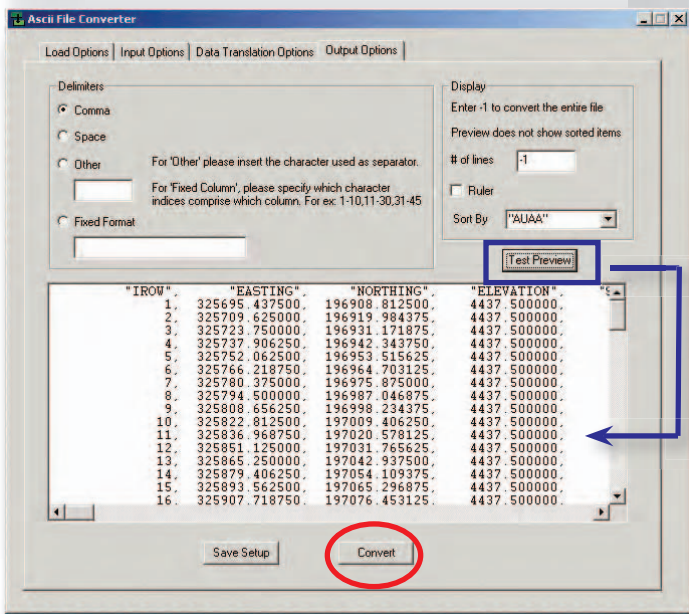 Ascii File Converter
Load Options Input Options Data Translation Options Output Options
Delimiters
Comma
Space
Other
For 'Other' please insert the character used as separator.
For 'Fixed Column', please specify which character
indices comprise which column. For ex: 1-10,11-30,31-45
Fixed Format
Display
Enter -1 to convert the entire file
Preview does not show sorted items
# of lines -1
Ruler
Sort By "AUAA"
Test Preview
"IROW", "EASTING", "NORTHING", "ELEVATION", "S
1, 325695.437500, 196908.812500, 4437.500000,
2, 325709.625000, 196919.984375, 4437.500000,
3, 325723.750000, 196931.171875, 4437.500000,
4, 325737.906250, 196942.343750, 4437.500000,
5, 325752.062500, 196953.515625, 4437.500000,
6, 325766.218750, 196964.703125, 4437.500000,
7, 325780.375000, 196975.875000, 4437.500000,
8, 325794.500000, 196987.046875, 4437.500000,
9, 325808.656250, 196998.234375, 4437.500000,
10, 325822.812500, 197009.406250, 4437.500000,
11, 325836.968750, 197020.578125, 4437.500000,
12, 325851.125000, 197031.765625, 4437.500000,
13, 325865.250000, 197042.937500, 4437.500000,
14, 325879.406250, 197054.109375, 4437.500000,
15, 325893.562500, 197065.296875, 4437.500000,
16, 325907.718750, 197076.453125, 4437.500000,
Save Setup Convert